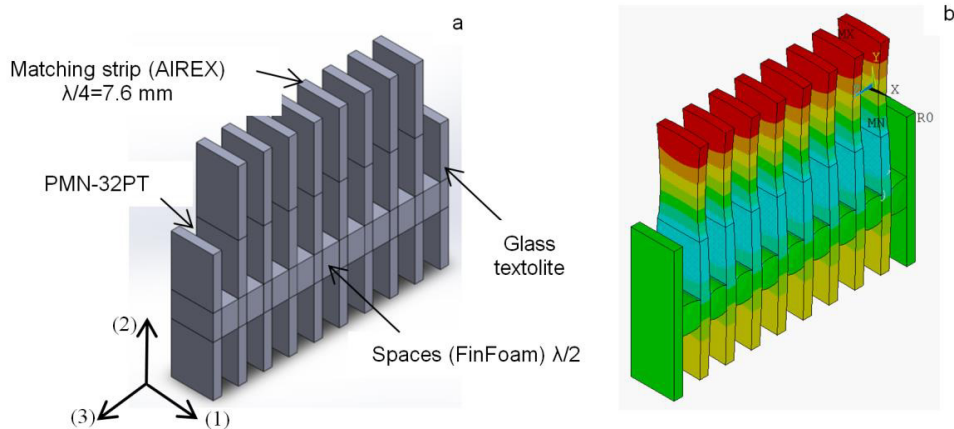 a
Matching strip (AIREX)
λ/4=7.6 mm
PMN-32PT
Glass
textolite
Spaces (FinFoam) λ/2
(2)
(3)
(1)
b
MX
Y
X
R0
MN